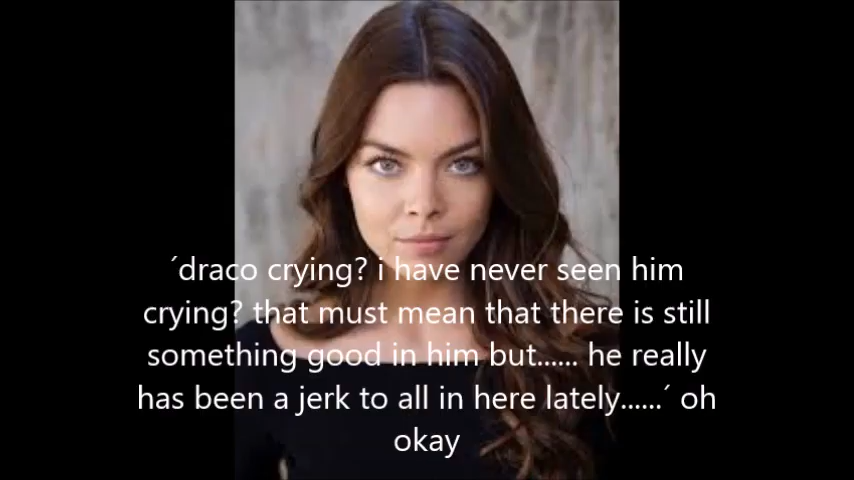 ´draco crying? i have never seen him
crying? that must mean that there is still
something good in him but...... he really
has been a jerk to all in here lately......´ oh
okay